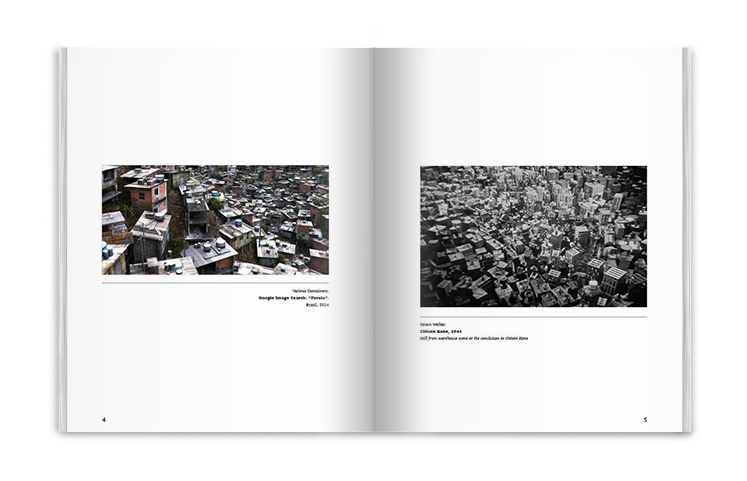 Various Containers:
Google Image Search: “Favela”.
Brasil, 2014
4
Orson Welles:
Citizen Kane, 1941
Still from warehouse scene at the conclusion to Citizen Kane
5